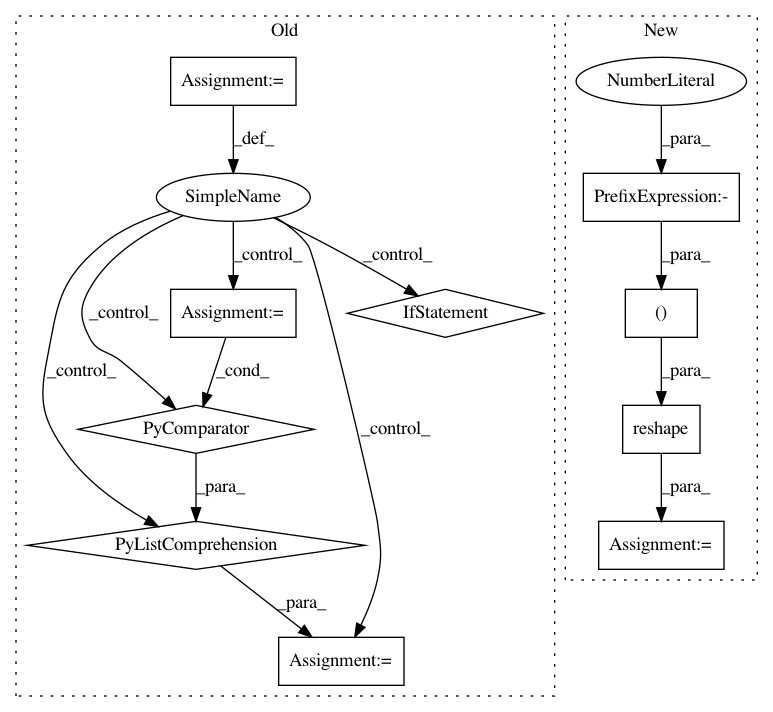 Old
New
Assignment:=
NumberLiteral
_def_
_para_
SimpleName
PrefixExpression:-
_control_
_control_
_para_
Assignment:=
IfStatement
()
_control_
_control_
_cond_
_para_
PyComparator
_control_
reshape
_para_
_para_
PyListComprehension
Assignment:=
_para_
Assignment:=